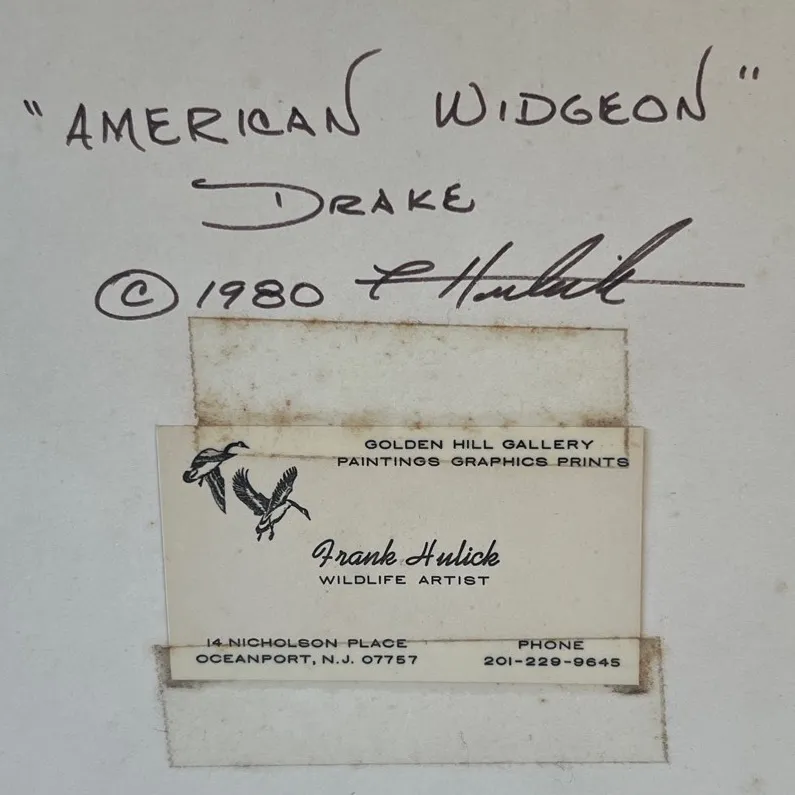 "AMERICAN WIDGEON"
DRAKE
© 1980 F Hulick
GOLDEN HILL GALLERY
PAINTINGS GRAPHICS PRINTS
Frank Hulick
WILDLIFE ARTIST
14 NICHOLSON PLACE PHONE
OCEANPORT, N.J. 07757 201-229-9645